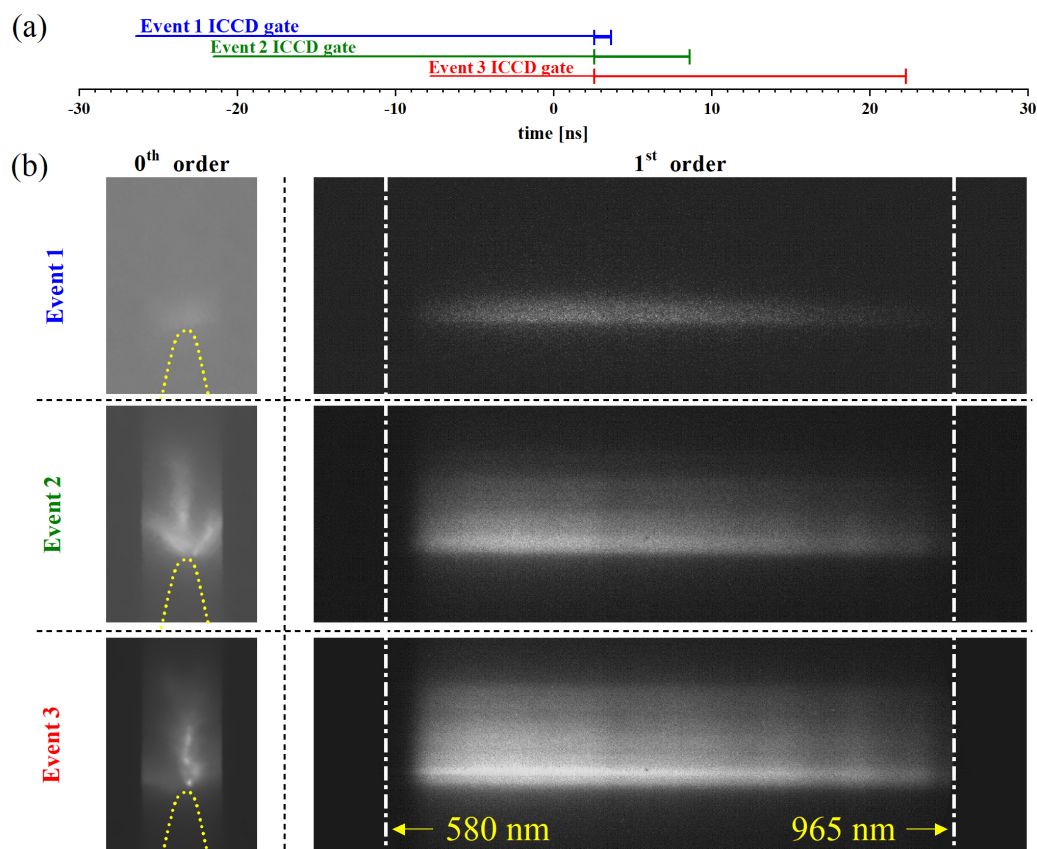 (a)
Event 1 ICCD gate
Event 2 ICCD gate
Event 3 ICCD gate
-30 -20 -10 0 10 20 30
time [ns]
(b)
0th order
1st order
Event 1
Event 2
Event 3
580 nm
965 nm